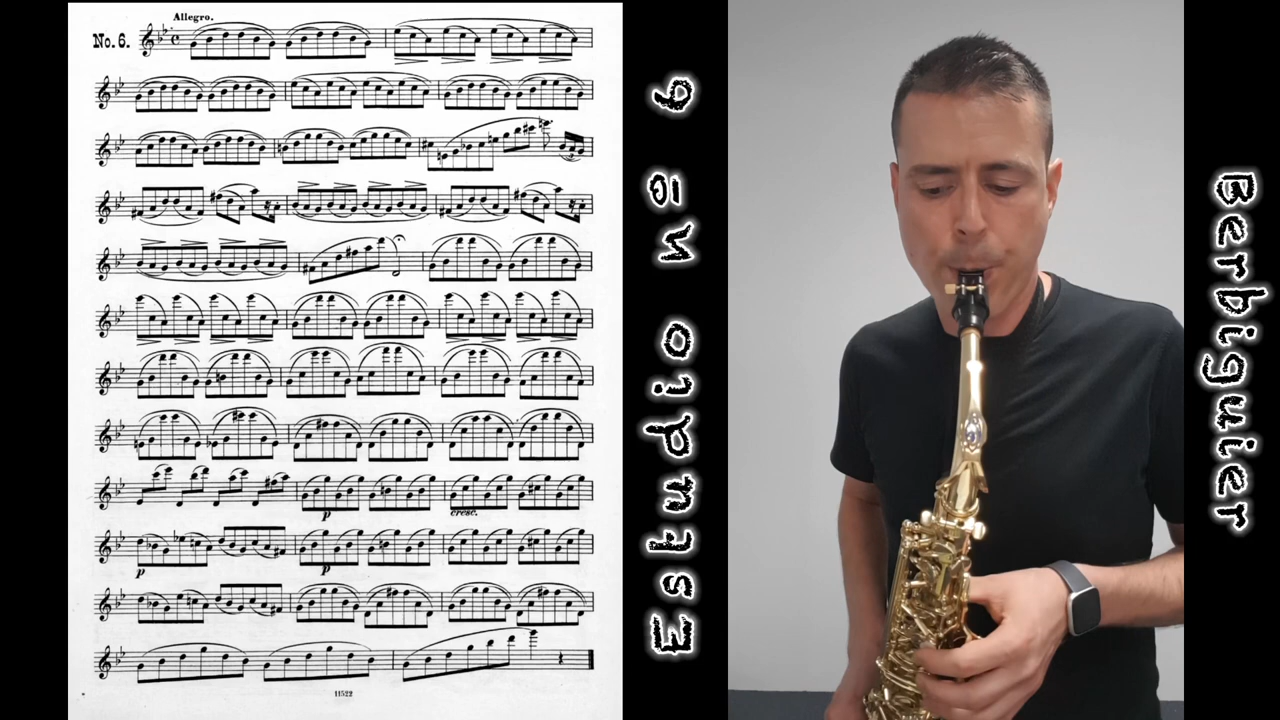 Allegro.
No. 6.
p
cresc.
p
p
11522
Estudio nº 6
Berbiguier